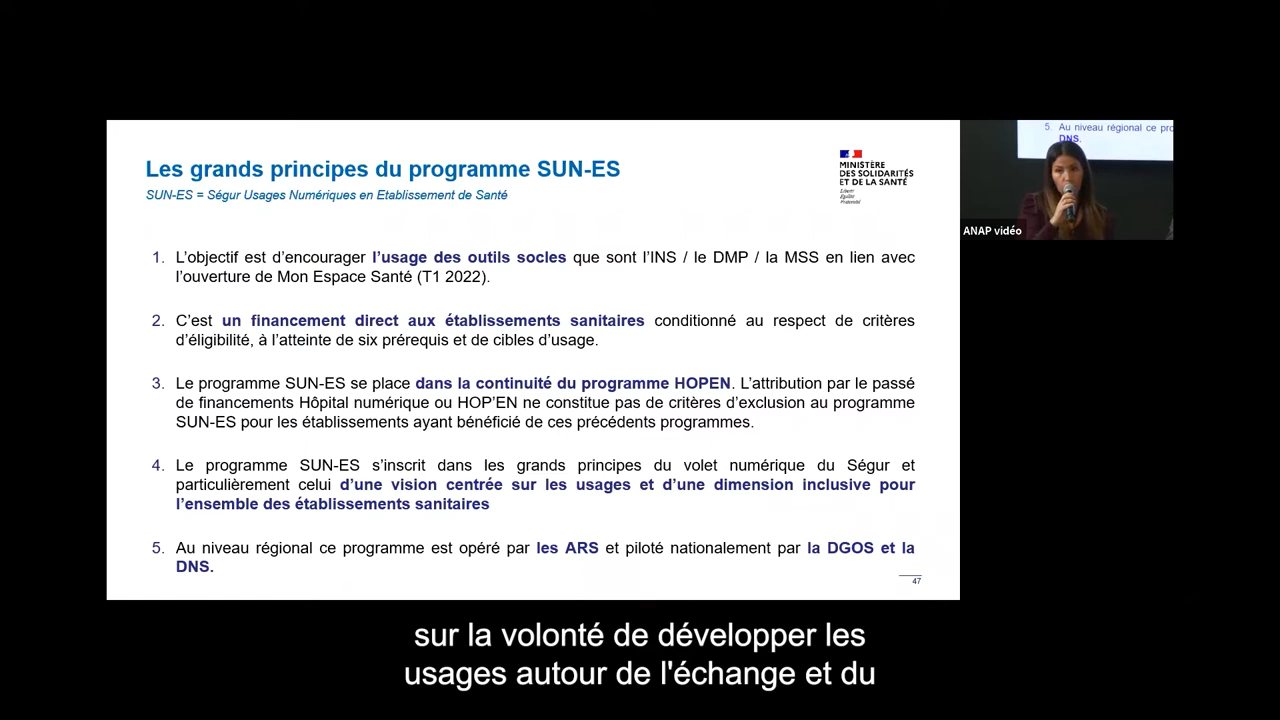 Les grands principes du programme SUN-ES
SUN-ES = Ségur Usages Numériques en Etablissement de Santé
MINISTÈRE
DES SOLIDARITÉS
ET DE LA SANTÉ
Liberté
Égalité
Fraternité
1. L’objectif est d’encourager l’usage des outils socles que sont l’INS / le DMP / la MSS en lien avec
l’ouverture de Mon Espace Santé (T1 2022).
2. C’est un financement direct aux établissements sanitaires conditionné au respect de critères
d’éligibilité, à l’atteinte de six prérequis et de cibles d’usage.
3. Le programme SUN-ES se place dans la continuité du programme HOPEN. L’attribution par le passé
de financements Hôpital numérique ou HOP’EN ne constitue pas de critères d’exclusion au programme
SUN-ES pour les établissements ayant bénéficié de ces précédents programmes.
4. Le programme SUN-ES s’inscrit dans les grands principes du volet numérique du Ségur et
particulièrement celui d’une vision centrée sur les usages et d’une dimension inclusive pour
l’ensemble des établissements sanitaires
5. Au niveau régional ce programme est opéré par les ARS et piloté nationalement par la DGOS et la
DNS.
47
5. Au niveau régional ce pro
DNS.
ANAP vidéo
sur la volonté de développer les
usages autour de l'échange et du